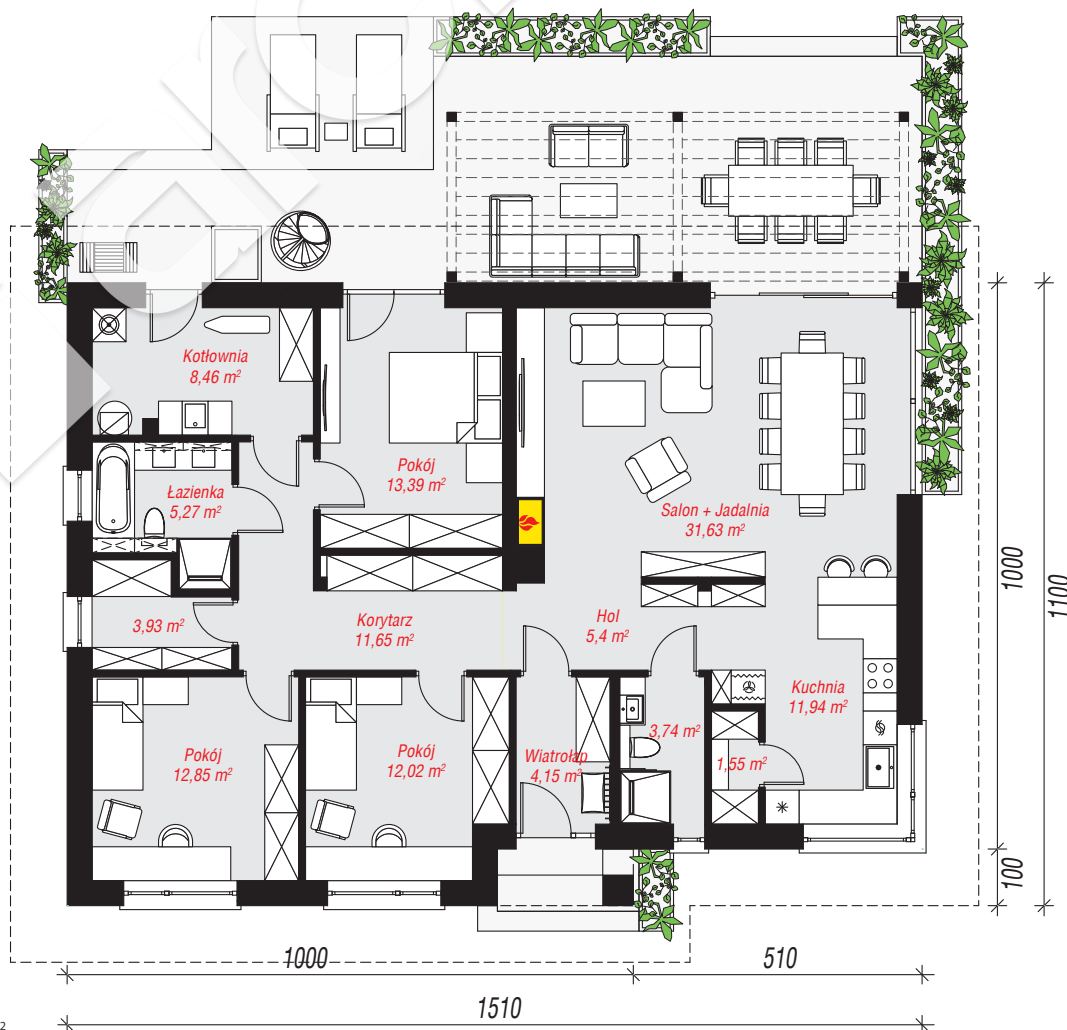 Kotłownia
8,46 m²
Pokój
13,39 m²
Łazienka
5,27 m²
Salon + Jadalnia
31,63 m²
3,93 m²
Korytarz
11,65 m²
Hol
5,4 m²
Kuchnia
11,94 m²
Pokój
12,85 m²
Pokój
12,02 m²
Wiatrołap
4,15 m²
3,74 m²
1,55 m²
1000
1100
100
1000
510
1510
2